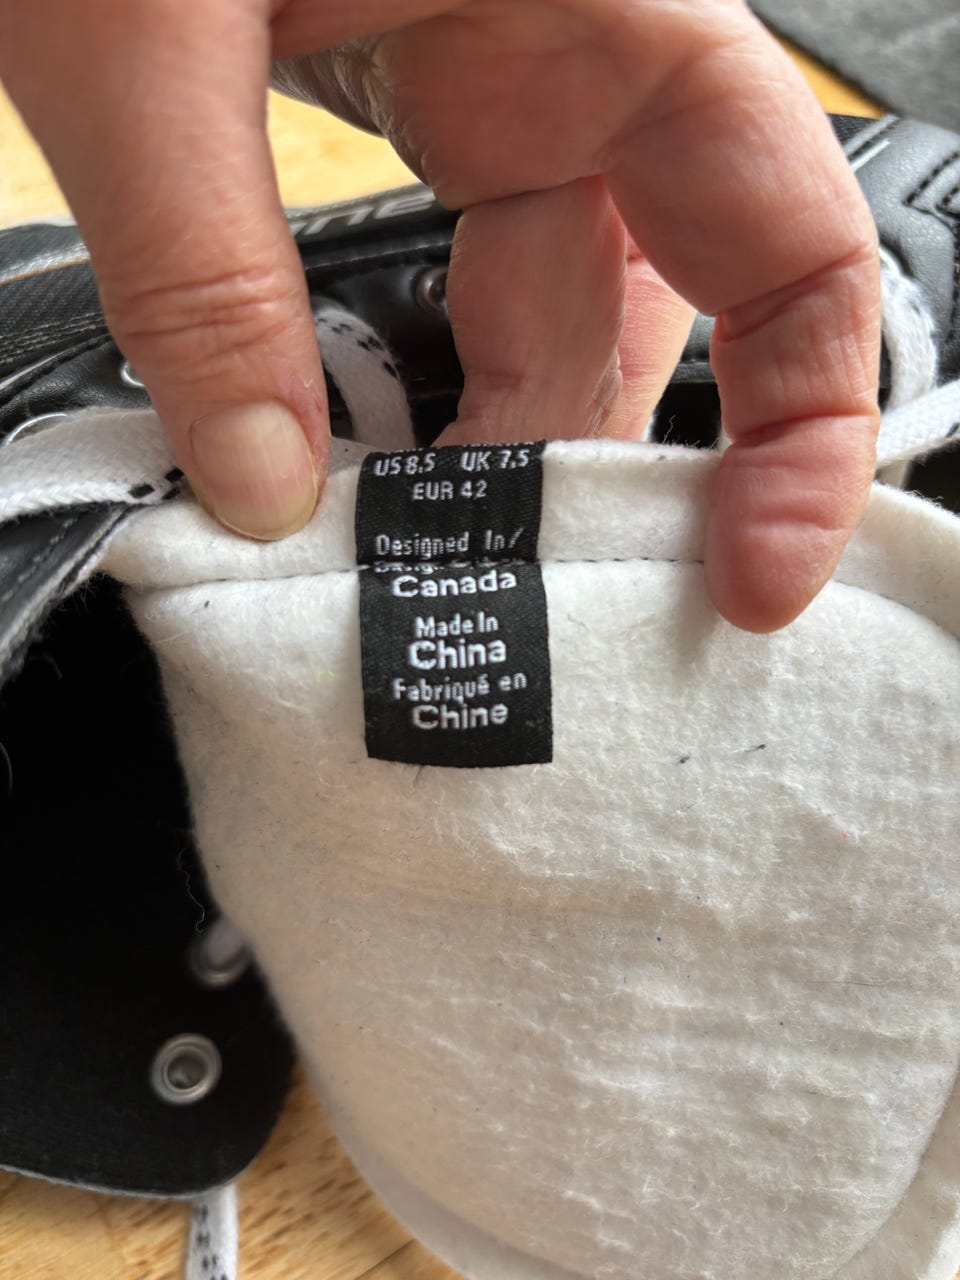 US 8.5 UK 7.5
EUR 42
Designed In/
Canada
Made In
China
Fabriqué en
Chine